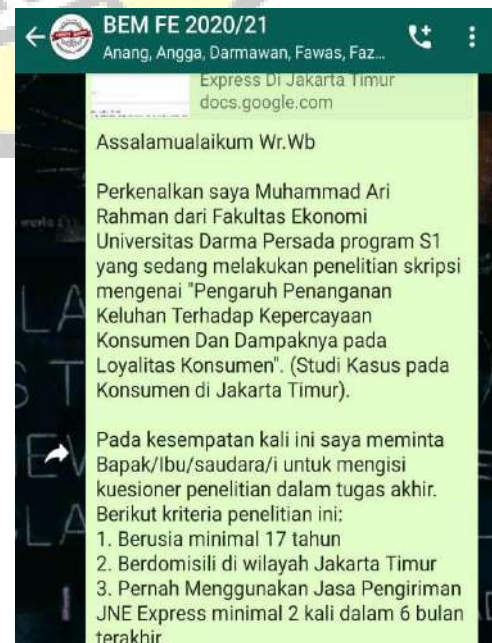 BEM FE 2020/21
Anang, Angga, Darmawan, Fawas, Faz...
Express Di Jakarta Timur
docs.google.com
Assalamualaikum Wr.Wb
Perkenalkan saya Muhammad Ari
Rahman dari Fakultas Ekonomi
Universitas Darma Persada program S1
yang sedang melakukan penelitian skripsi
mengenai "Pengaruh Penanganan
Keluhan Terhadap Kepercayaan
Konsumen Dan Dampaknya pada
Loyalitas Konsumen". (Studi Kasus pada
Konsumen di Jakarta Timur).
Pada kesempatan kali ini saya meminta
Bapak/Ibu/saudara/i untuk mengisi
kuesioner penelitian dalam tugas akhir.
Berikut kriteria penelitian ini:
1. Berusia minimal 17 tahun
2. Berdomisili di wilayah Jakarta Timur
3. Pernah Menggunakan Jasa Pengiriman
JNE Express minimal 2 kali dalam 6 bulan
terakhir